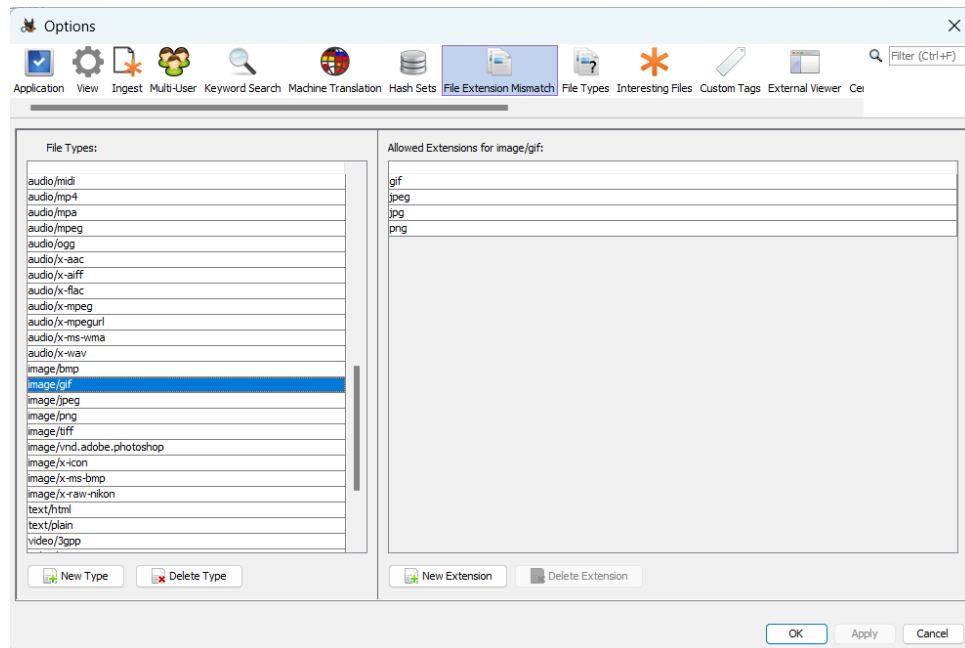 Options
Application View Ingest Multi-User Keyword Search Machine Translation Hash Sets File Extension Mismatch File Types Interesting Files Custom Tags External Viewer Cer
Filter (Ctrl+F)
File Types:
audio/midi
audio/mp4
audio/mpa
audio/mpeg
audio/ogg
audio/x-aac
audio/x-aiff
audio/x-flac
audio/x-mpeg
audio/x-mpegurl
audio/x-ms-wma
audio/x-wav
image/bmp
image/gif
image/jpeg
image/png
image/tiff
image/vnd.adobe.photoshop
image/x-icon
image/x-ms-bmp
image/x-raw-nikon
text/html
text/plain
video/3gpp
New Type Delete Type
Allowed Extensions for image/gif:
gif
jpeg
jpg
png
New Extension Delete Extension
OK Apply Cancel